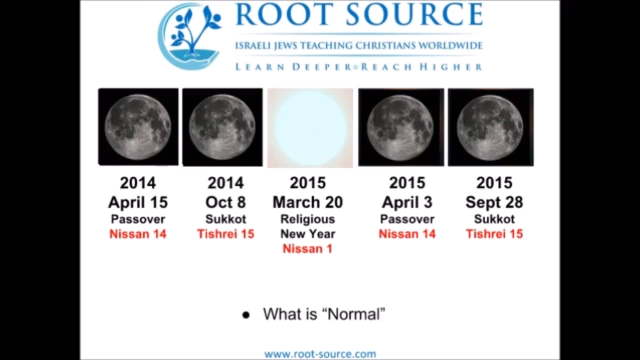 ROOT SOURCE
ISRAELI JEWS TEACHING CHRISTIANS WORLDWIDE
LEARN DEEPER REACH HIGHER
2014 2014 2015 2015 2015
April 15 Oct 8 March 20 April 3 Sept 28
Passover Sukkot Religious Passover Sukkot
Nissan 14 Tishrei 15 New Year Nissan 14 Tishrei 15
Nissan 1
● What is “Normal”
www.root-source.com